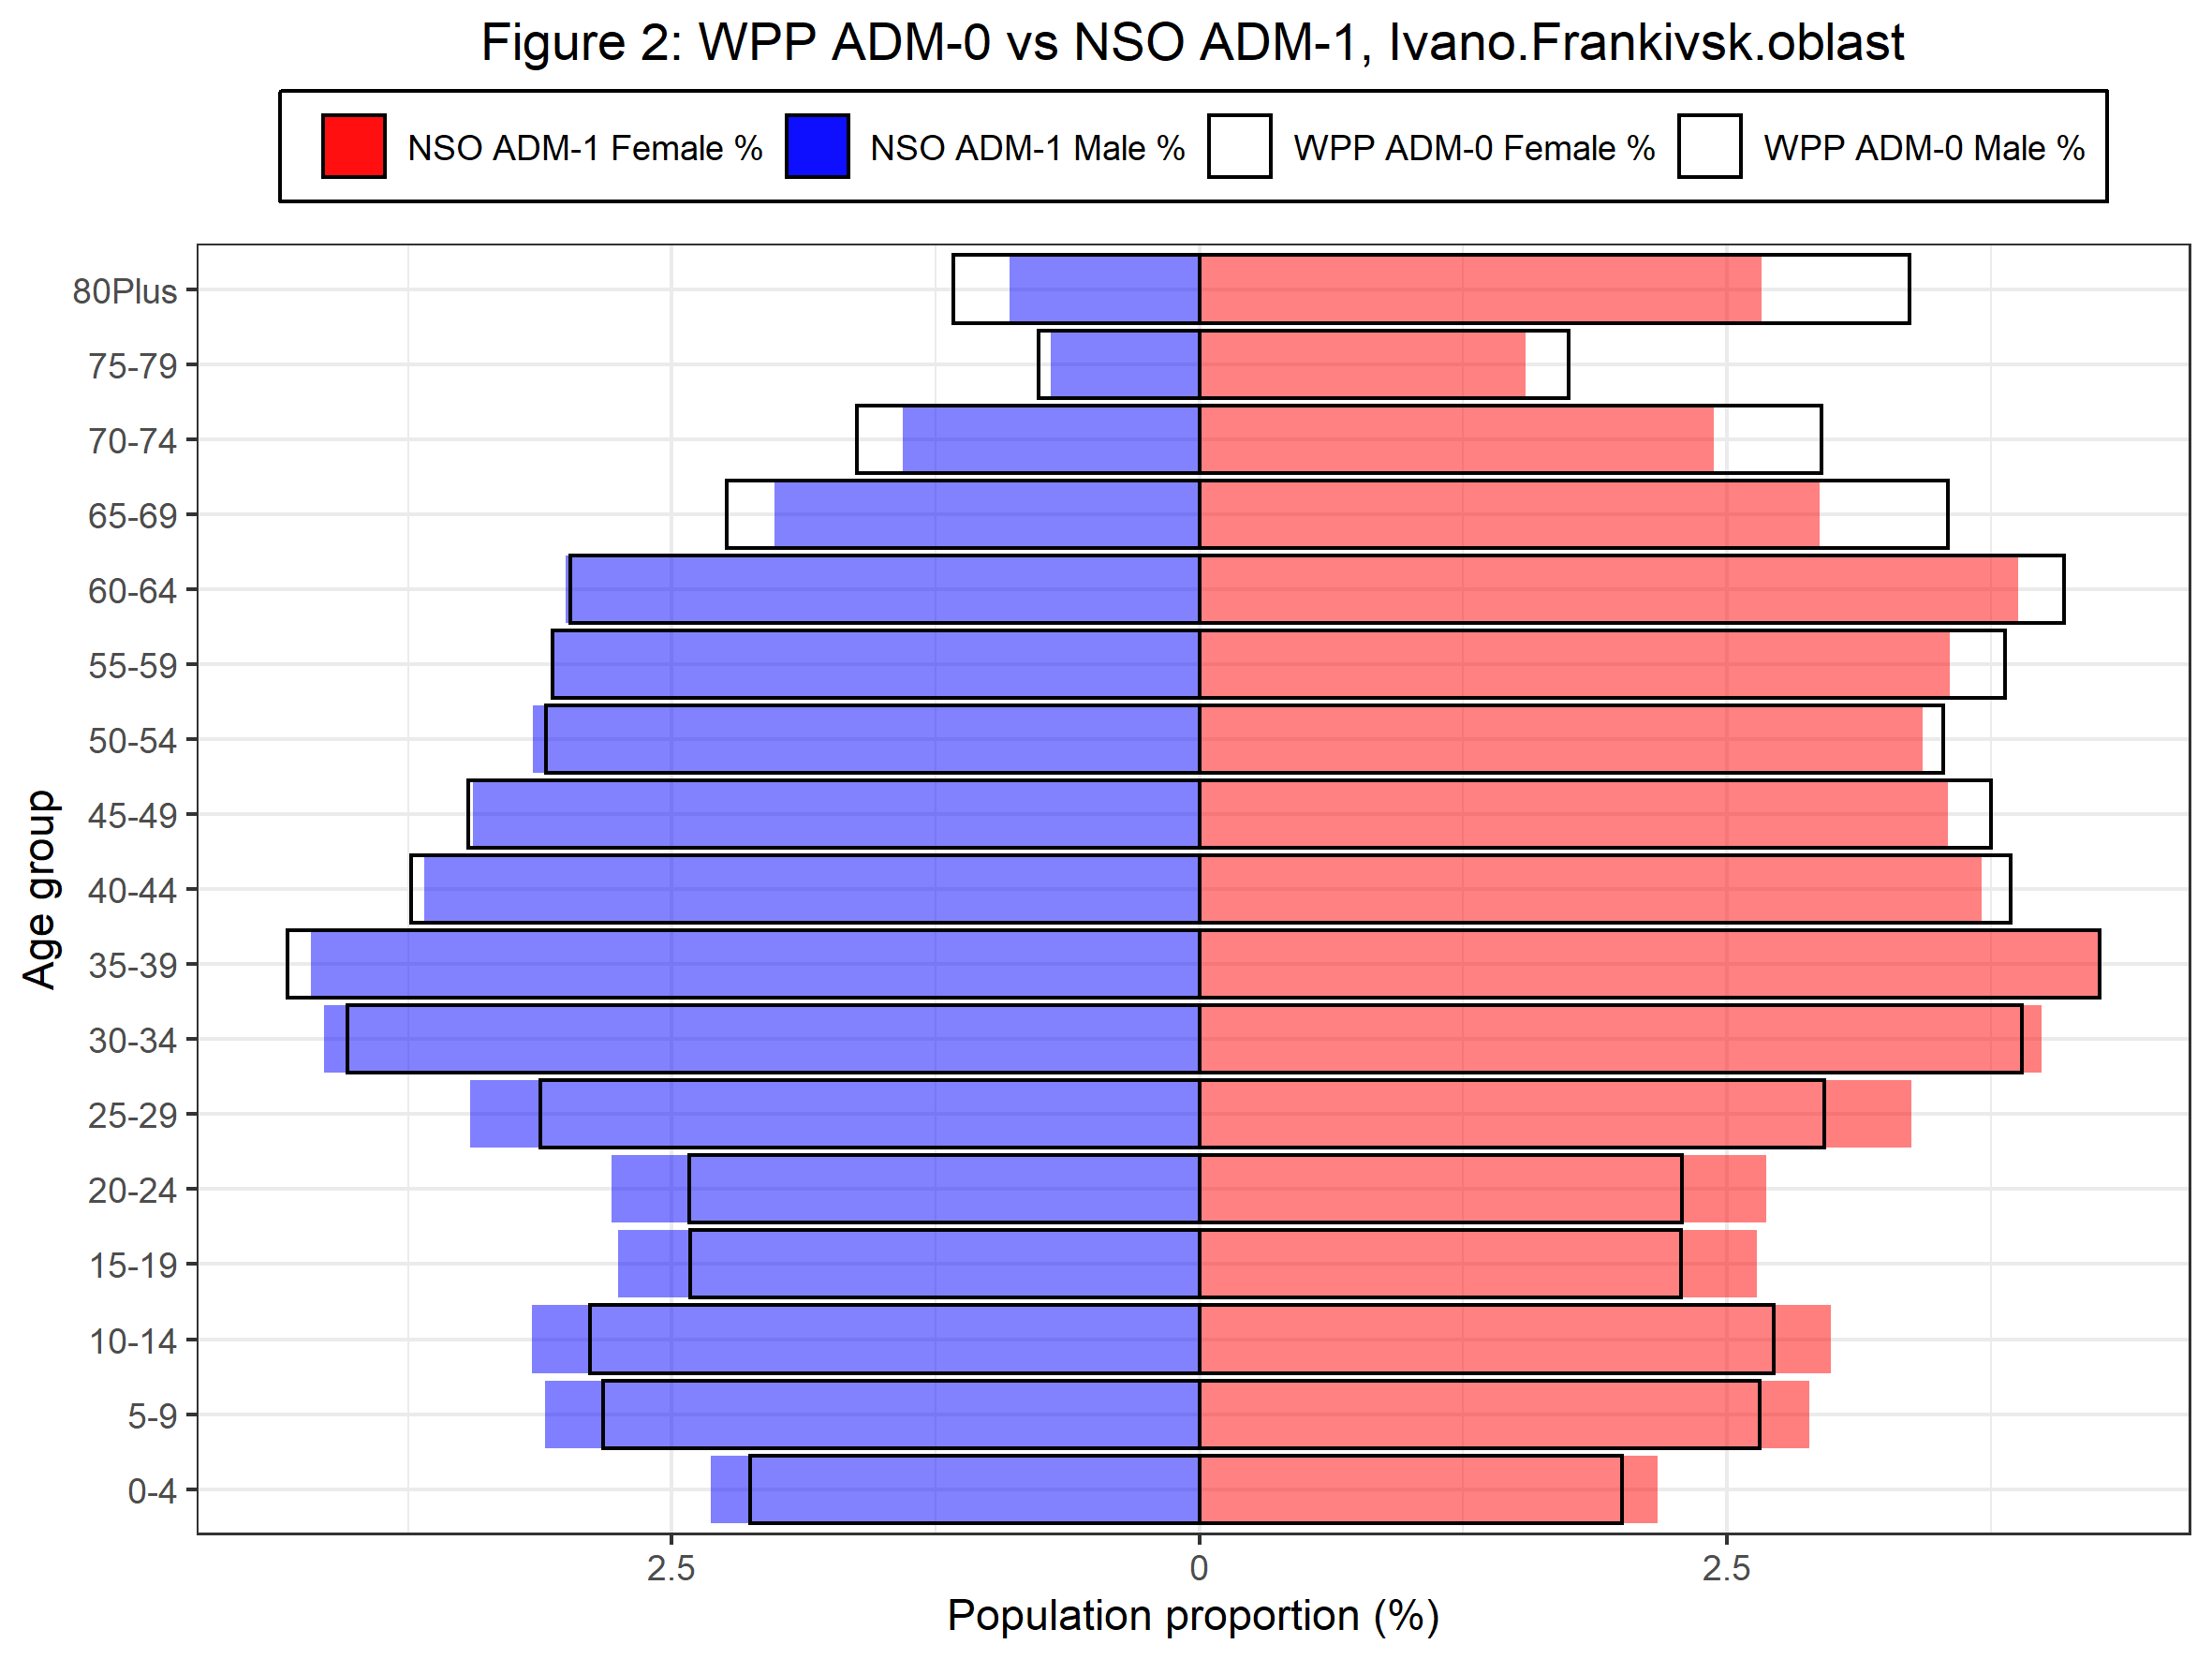 Figure 2: WPP ADM-0 vs NSO ADM-1, Ivano.Frankivsk.oblast
NSO ADM-1 Female % NSO ADM-1 Male % WPP ADM-0 Female % WPP ADM-0 Male %
Age group
80Plus
75-79
70-74
65-69
60-64
55-59
50-54
45-49
40-44
35-39
30-34
25-29
20-24
15-19
10-14
5-9
0-4
2.5 0 2.5
Population proportion (%)